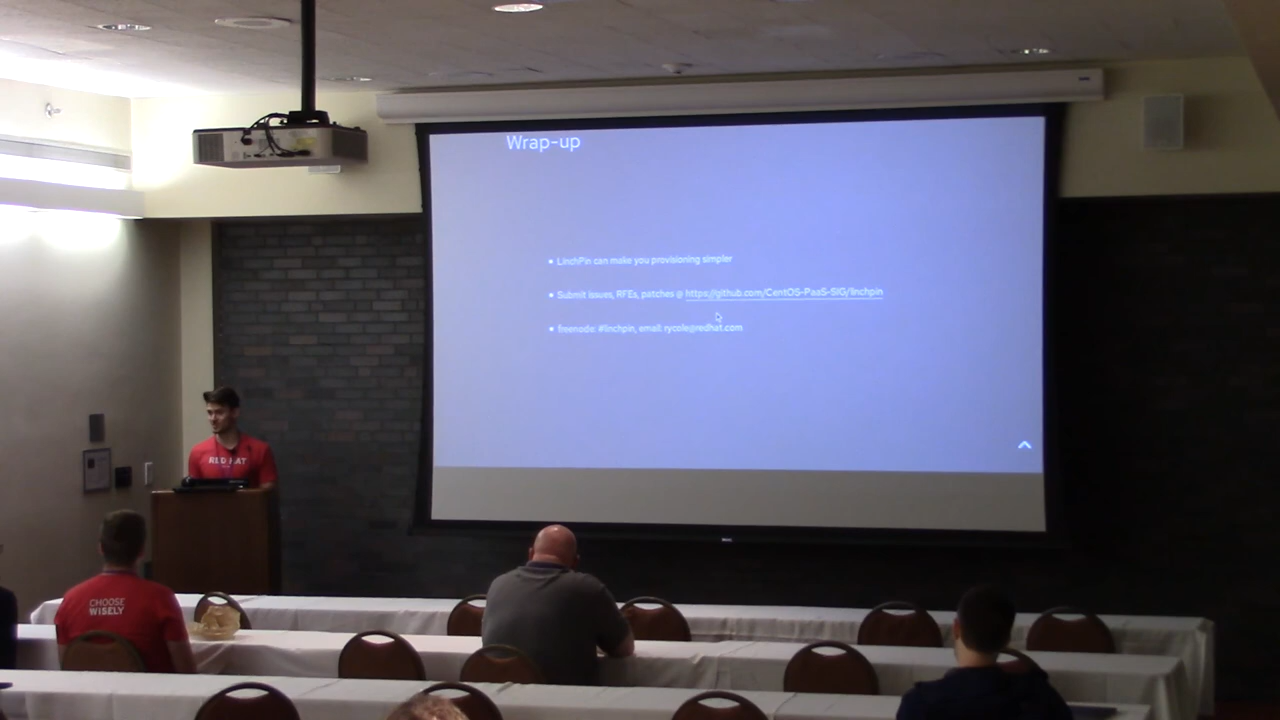 Wrap-up
LinchPin can make you provisioning simpler
Submit issues, RFEs, patches @ https://github.com/CentOS-PaaS-SIG/linchpin
freenode: #linchpin, email: rycole@redhat.com
RED HAT
CHOOSE
WISELY